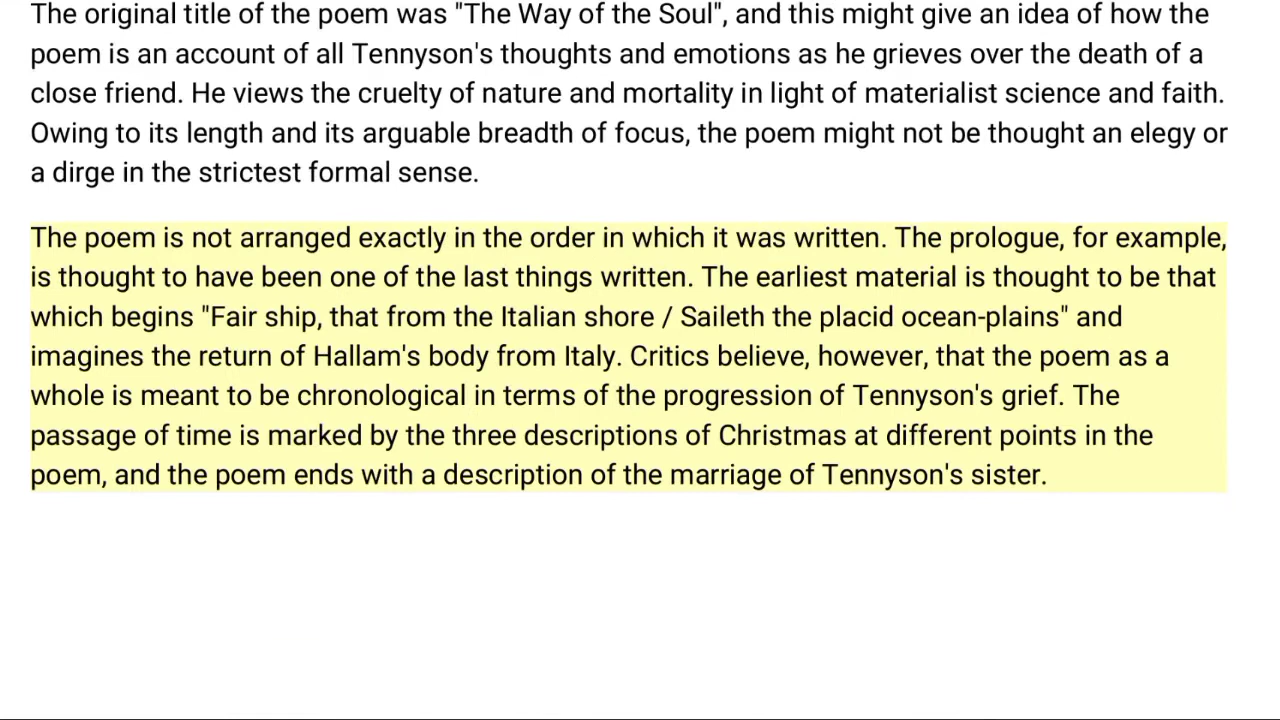 The original title of the poem was "The Way of the Soul", and this might give an idea of how the
poem is an account of all Tennyson's thoughts and emotions as he grieves over the death of a
close friend. He views the cruelty of nature and mortality in light of materialist science and faith.
Owing to its length and its arguable breadth of focus, the poem might not be thought an elegy or
a dirge in the strictest formal sense.
The poem is not arranged exactly in the order in which it was written. The prologue, for example,
is thought to have been one of the last things written. The earliest material is thought to be that
which begins "Fair ship, that from the Italian shore / Saileth the placid ocean-plains" and
imagines the return of Hallam's body from Italy. Critics believe, however, that the poem as a
whole is meant to be chronological in terms of the progression of Tennyson's grief. The
passage of time is marked by the three descriptions of Christmas at different points in the
poem, and the poem ends with a description of the marriage of Tennyson's sister.